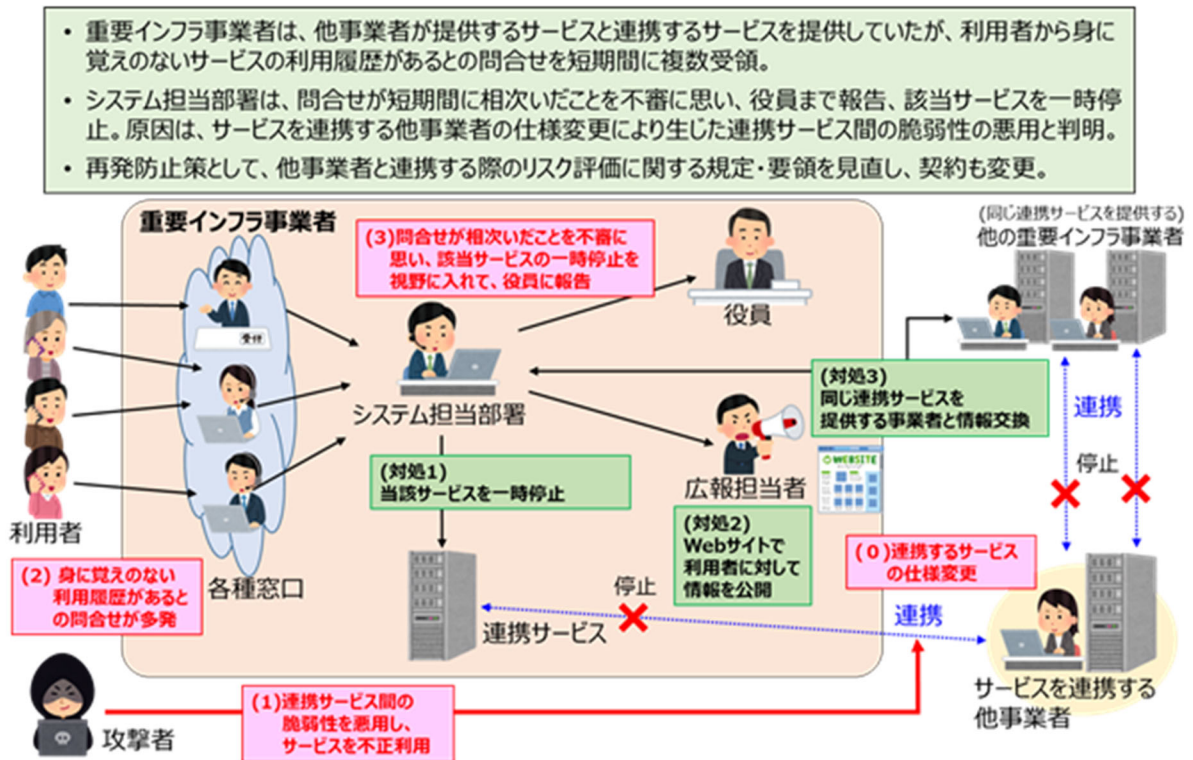 ・ 重要インフラ事業者は、他事業者が提供するサービスと連携するサービスを提供していたが、利用者から身に
覚えのないサービスの利用履歴があるとの問合せを短期間に複数受領。
・ システム担当部署は、問合せが短期間に相次いだことを不審に思い、役員まで報告、該当サービスを一時停
止。原因は、サービスを連携する他事業者の仕様変更により生じた連携サービス間の脆弱性の悪用と判明。
・ 再発防止策として、他事業者と連携する際のリスク評価に関する規定・要領を見直し、契約も変更。
重要インフラ事業者
(3)問合せが相次いだことを不審に
思い、該当サービスの一時停止を
視野に入れて、役員に報告
役員
(同じ連携サービスを提供する)
他の重要インフラ事業者
受付
システム担当部署
(対処3)
同じ連携サービスを
提供する事業者と情報交換
連携
停止
利用者
各種窓口
(対処1)
当該サービスを一時停止
広報担当者
WEBSITE
(対処2)
Webサイトで
利用者に対して
情報を公開
(0)連携するサービス
の仕様変更
(2) 身に覚えのない
利用履歴があると
の問合せが多発
停止
連携サービス
連携
サービスを連携する
他事業者
攻撃者
(1)連携サービス間の
脆弱性を悪用し、
サービスを不正利用